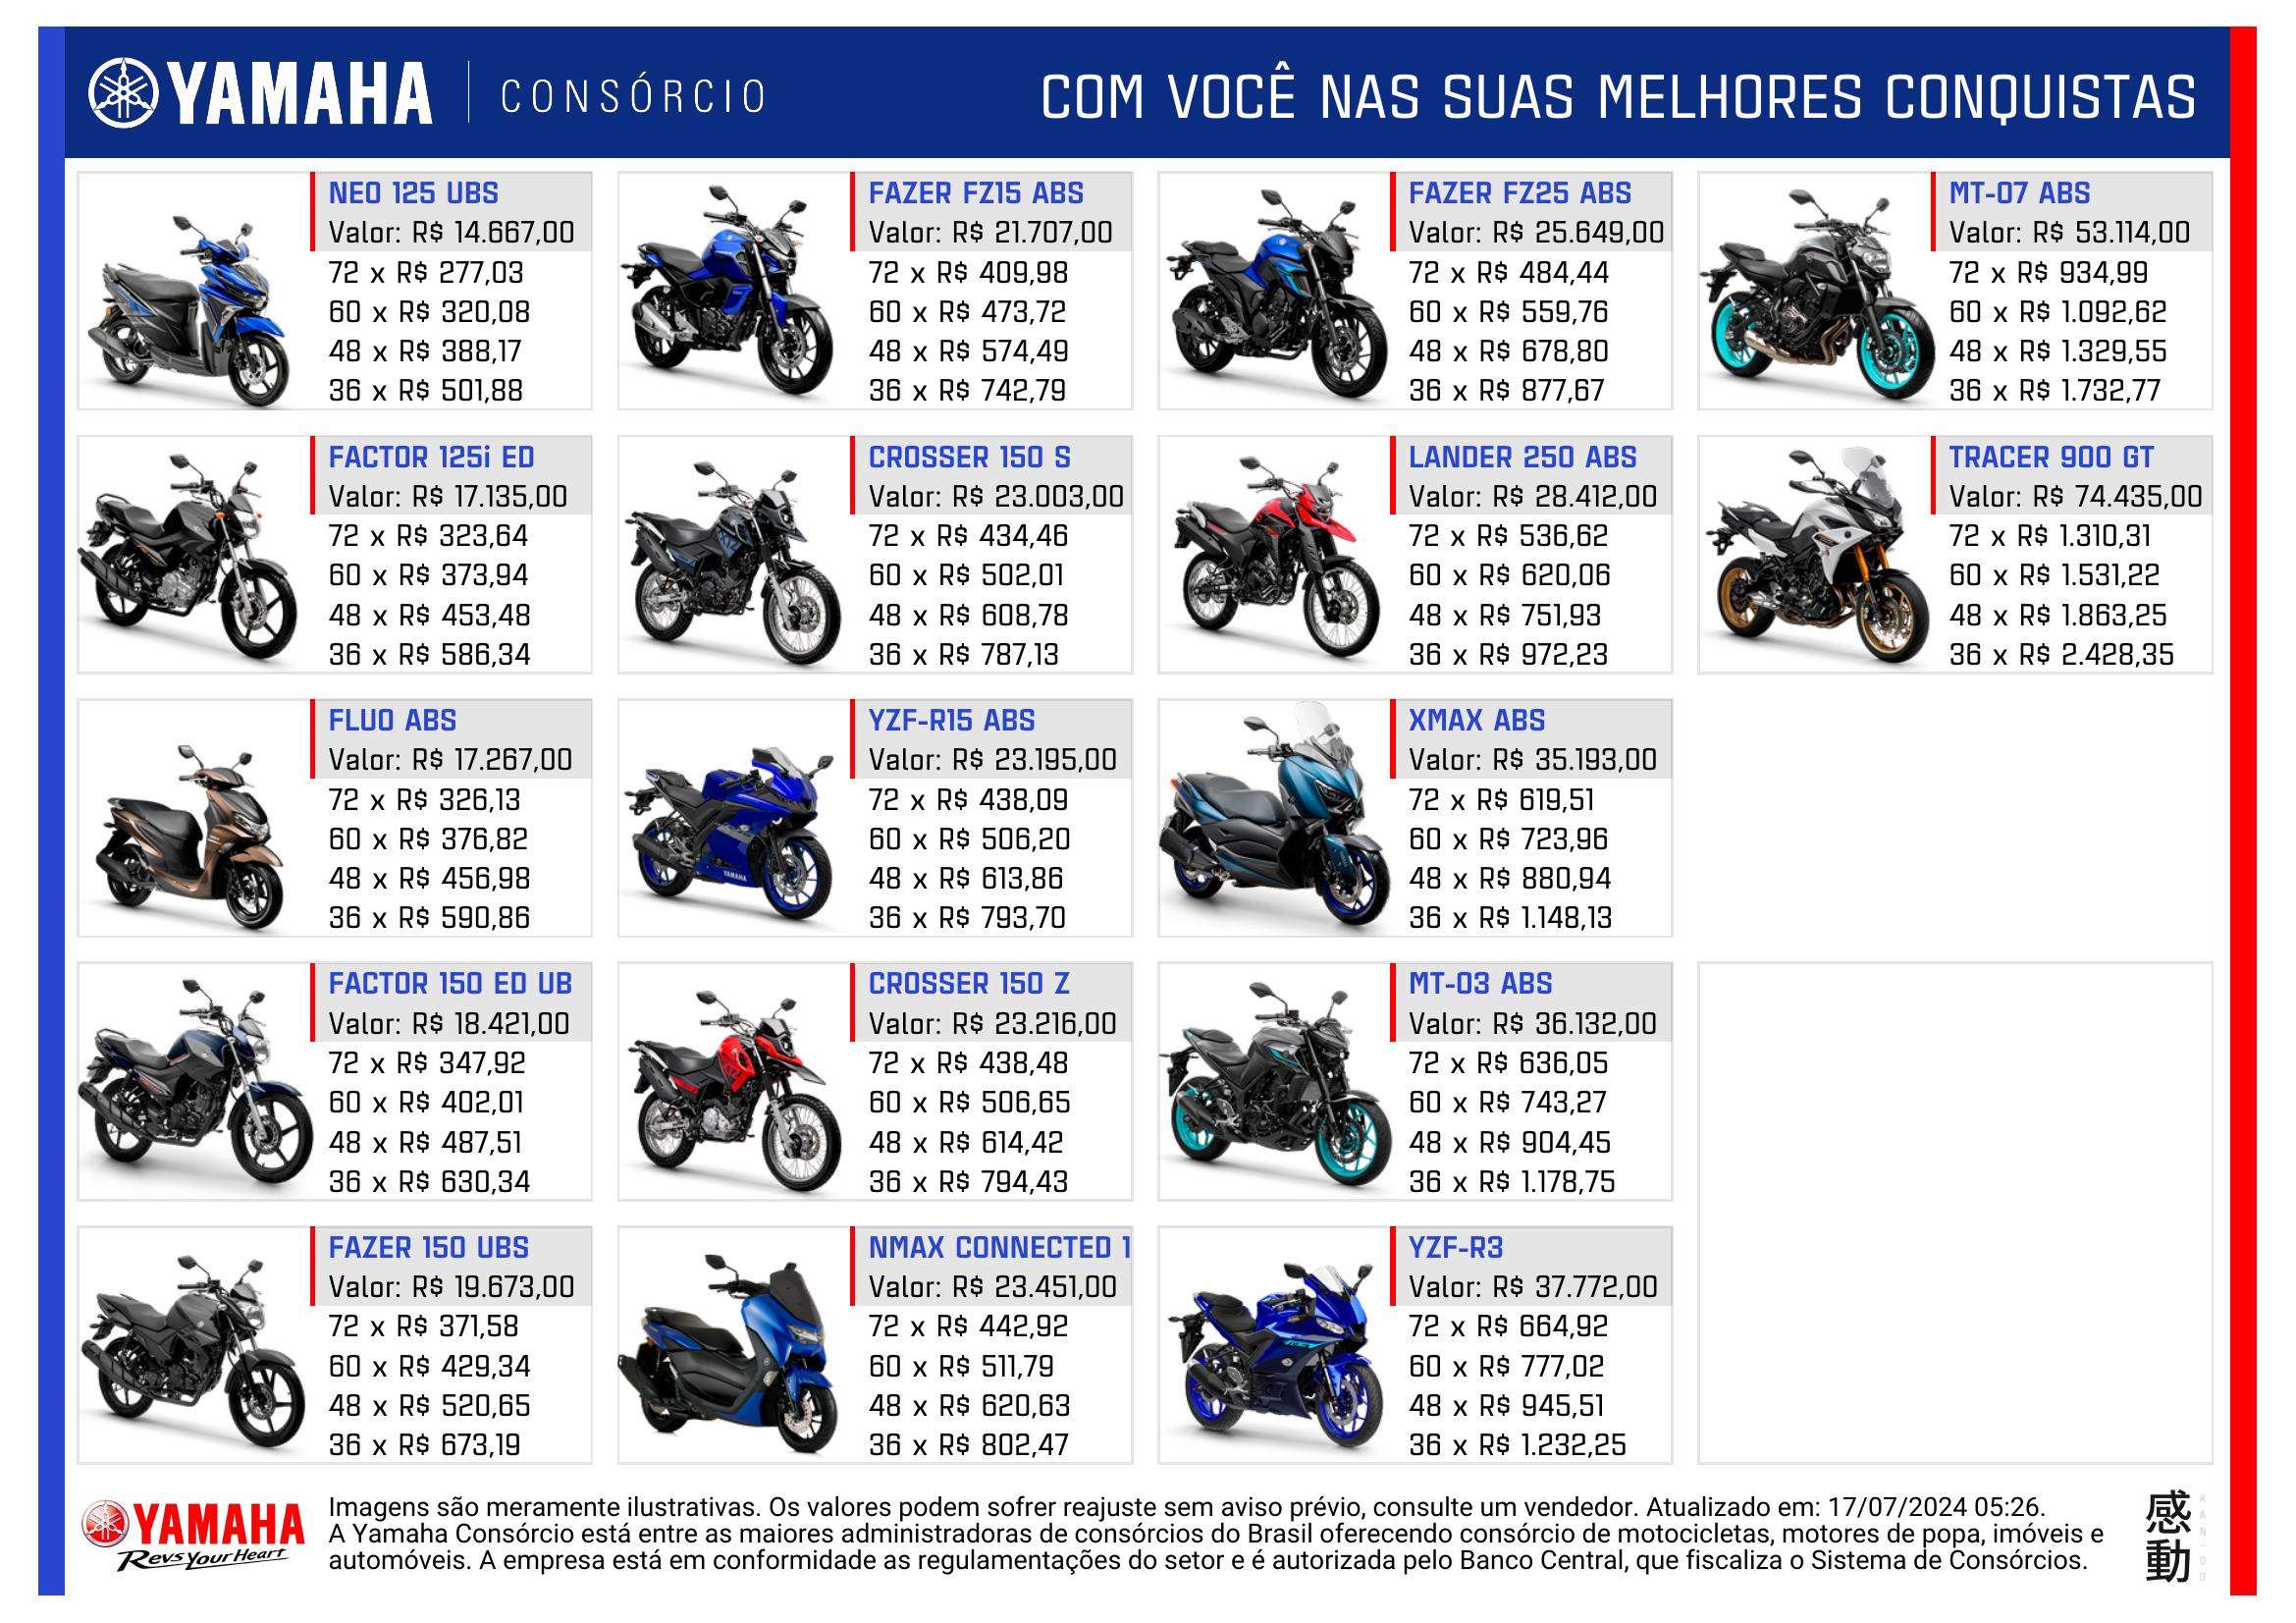 YAMAHA CONSÓRCIO
COM VOCÊ NAS SUAS MELHORES CONQUISTAS
NEO 125 UBS
Valor: R$ 14.667,00
72 x R$ 277,03
60 x R$ 320,08
48 x R$ 388,17
36 x R$ 501,88
FAZER FZ15 ABS
Valor: R$ 21.707,00
72 x R$ 409,98
60 x R$ 473,72
48 x R$ 574,49
36 x R$ 742,79
FAZER FZ25 ABS
Valor: R$ 25.649,00
72 x R$ 484,44
60 x R$ 559,76
48 x R$ 678,80
36 x R$ 877,67
MT-07 ABS
Valor: R$ 53.114,00
72 x R$ 934,99
60 x R$ 1.092,62
48 x R$ 1.329,55
36 x R$ 1.732,77
FACTOR 125i ED
Valor: R$ 17.135,00
72 x R$ 323,64
60 x R$ 373,94
48 x R$ 453,48
36 x R$ 586,34
CROSSER 150 S
Valor: R$ 23.003,00
72 x R$ 434,46
60 x R$ 502,01
48 x R$ 608,78
36 x R$ 787,13
LANDER 250 ABS
Valor: R$ 28.412,00
72 x R$ 536,62
60 x R$ 620,06
48 x R$ 751,93
36 x R$ 972,23
TRACER 900 GT
Valor: R$ 74.435,00
72 x R$ 1.310,31
60 x R$ 1.531,22
48 x R$ 1.863,25
36 x R$ 2.428,35
FLUO ABS
Valor: R$ 17.267,00
72 x R$ 326,13
60 x R$ 376,82
48 x R$ 456,98
36 x R$ 590,86
YZF-R15 ABS
Valor: R$ 23.195,00
72 x R$ 438,09
60 x R$ 506,20
48 x R$ 613,86
36 x R$ 793,70
YAMAHA
XMAX ABS
Valor: R$ 35.193,00
72 x R$ 619,51
60 x R$ 723,96
48 x R$ 880,94
36 x R$ 1.148,13
FACTOR 150 ED UB
Valor: R$ 18.421,00
72 x R$ 347,92
60 x R$ 402,01
48 x R$ 487,51
36 x R$ 630,34
CROSSER 150 Z
Valor: R$ 23.216,00
72 x R$ 438,48
60 x R$ 506,65
48 x R$ 614,42
36 x R$ 794,43
MT-03 ABS
Valor: R$ 36.132,00
72 x R$ 636,05
60 x R$ 743,27
48 x R$ 904,45
36 x R$ 1.178,75
FAZER 150 UBS
Valor: R$ 19.673,00
72 x R$ 371,58
60 x R$ 429,34
48 x R$ 520,65
36 x R$ 673,19
NMAX CONNECTED 1
Valor: R$ 23.451,00
72 x R$ 442,92
60 x R$ 511,79
48 x R$ 620,63
36 x R$ 802,47
YZF-R3
Valor: R$ 37.772,00
72 x R$ 664,92
60 x R$ 777,02
48 x R$ 945,51
36 x R$ 1.232,25
YAMAHA
Revs Your Heart
Imagens são meramente ilustrativas. Os valores podem sofrer reajuste sem aviso prévio, consulte um vendedor. Atualizado em: 17/07/2024 05:26.
A Yamaha Consórcio está entre as maiores administradoras de consórcios do Brasil oferecendo consórcio de motocicletas, motores de popa, imóveis e
automóveis. A empresa está em conformidade as regulamentações do setor e é autorizada pelo Banco Central, que fiscaliza o Sistema de Consórcios.
感動
KAN-DO